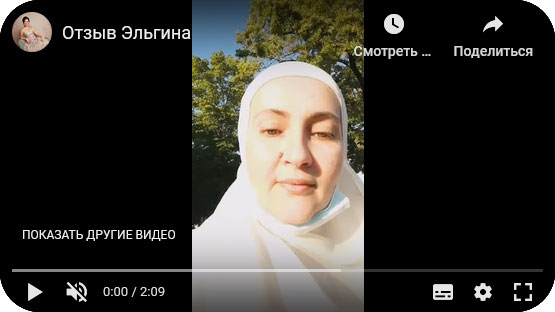 Отзыв Эльгина
Смотреть ...
Поделиться
ПОКАЗАТЬ ДРУГИЕ ВИДЕО
0:00 / 2:09